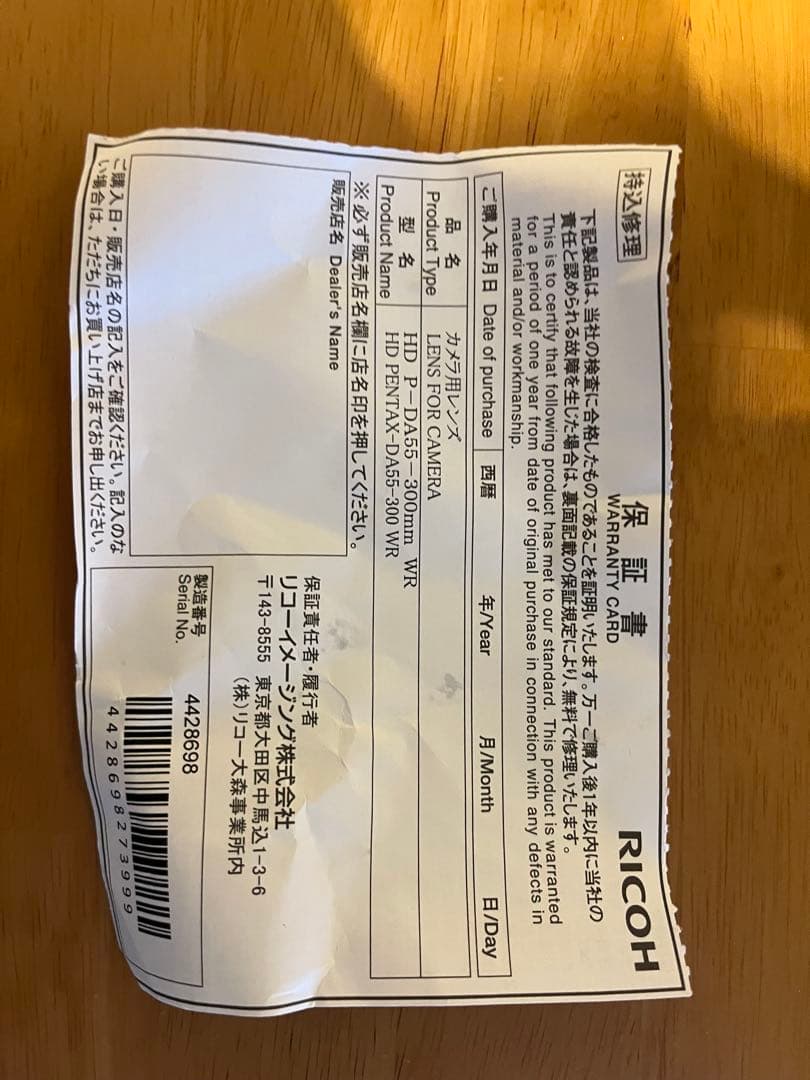 持込修理
保証書
WARRANTY CARD
RICOH
下記製品は、当社の検査に合格したものであることを証明いたします。万一ご購入後1年以内に当社の
責任と認められる故障を生じた場合は、裏面記載の保証規定により、無料で修理いたします。
This is to certify that following product has met to our standard. This product is warranted
for a period of one year from date of original purchase in connection with any defects in
material and/or workmanship.
ご購入年月日 Date of purchase 西暦 年/Year 月/Month 日/Day
品名 カメラ用レンズ
Product Type LENS FOR CAMERA
型名 HD P-DA55-300mm WR
Product Name HD PENTAX-DA55-300 WR
※必ず販売店名欄に店名印を押してください。
販売店名 Dealer's Name
保証責任者・履行者
リコーイメージング株式会社
〒143-8555 東京都大田区中馬込1-3-6
(株)リコー大森事業所内
ご購入日・販売店名の記入をご確認ください。記入のな
い場合は、ただちにお買い上げ店までお申し出ください。
製造番号
Serial No.
4428698
4428698273999